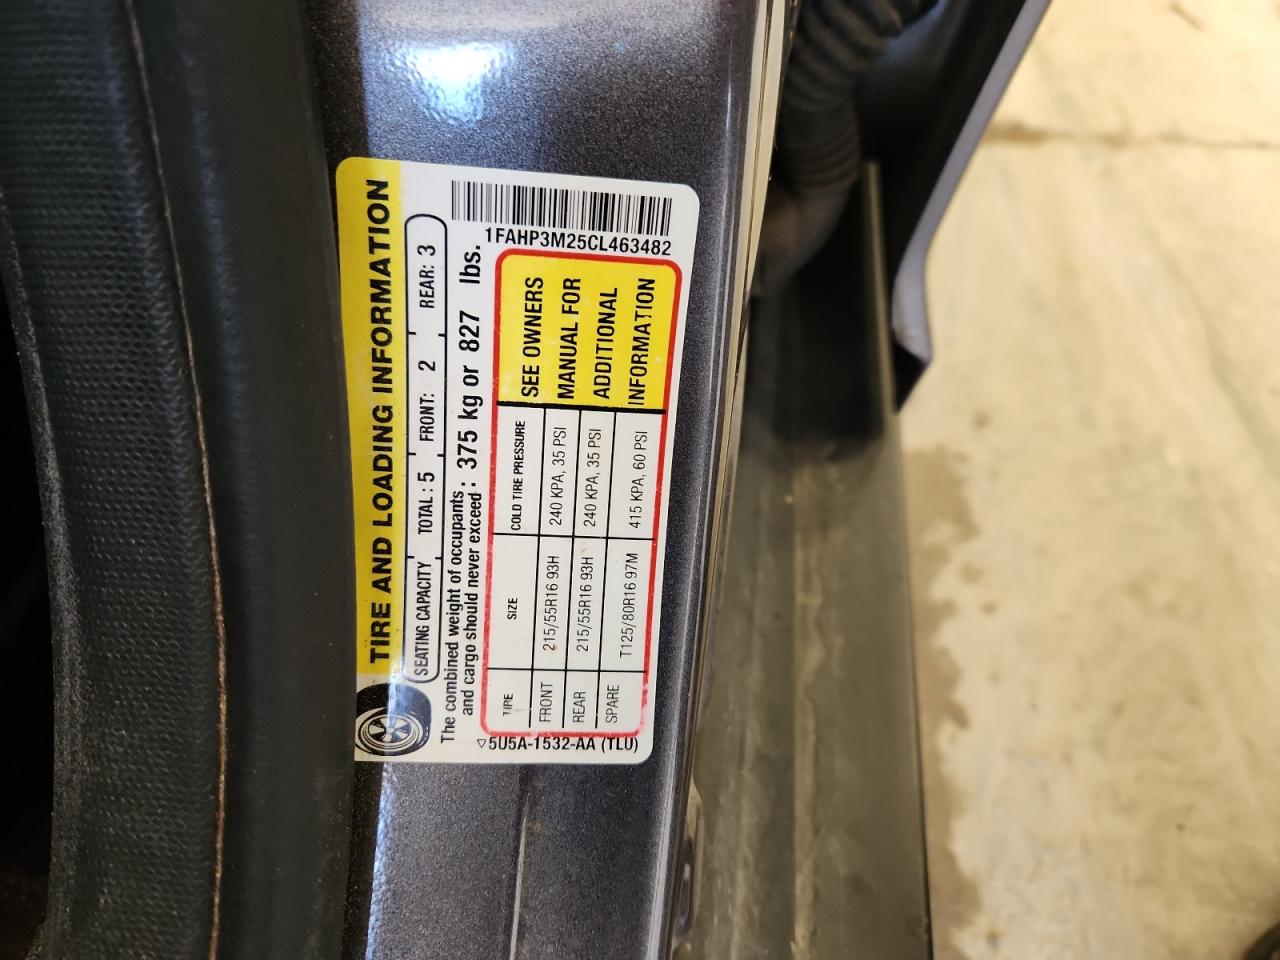 TIRE AND LOADING INFORMATION
SEATING CAPACITY TOTAL : 5 FRONT: 2 REAR: 3
The combined weight of occupants
and cargo should never exceed : 375 kg or 827 lbs.
1FAHP3M25CL463482
TIRE SIZE COLD TIRE PRESSURE
FRONT 215/55R16 93H 240 KPA, 35 PSI
REAR 215/55R16 93H 240 KPA, 35 PSI
SPARE T125/80R16 97M 415 KPA, 60 PSI
SEE OWNERS
MANUAL FOR
ADDITIONAL
INFORMATION
5U5A-1532-AA (TLU)